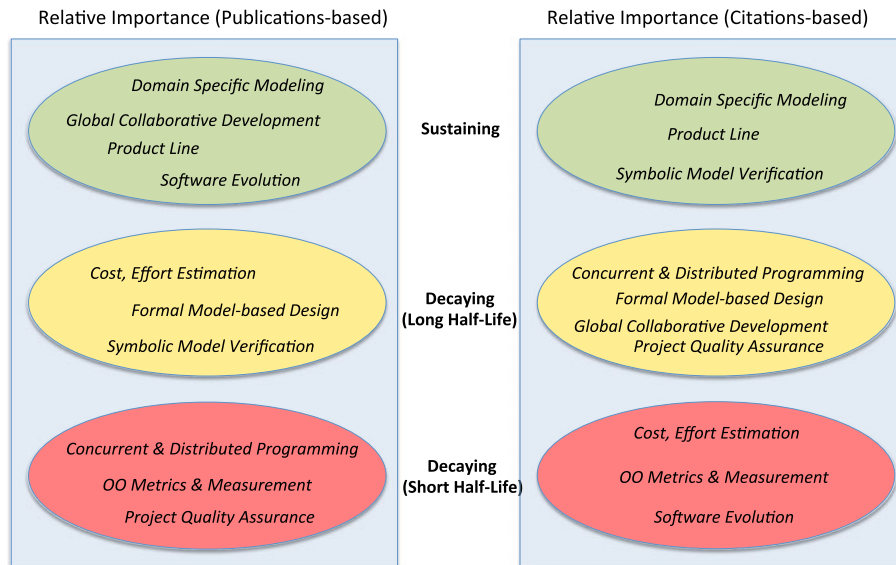 Relative Importance (Publications-based)
Relative Importance (Citations-based)
Domain Specific Modeling
Global Collaborative Development
Product Line
Software Evolution
Sustaining
Domain Specific Modeling
Product Line
Symbolic Model Verification
Cost, Effort Estimation
Formal Model-based Design
Symbolic Model Verification
Decaying
(Long Half-Life)
Concurrent & Distributed Programming
Formal Model-based Design
Global Collaborative Development
Project Quality Assurance
Concurrent & Distributed Programming
OO Metrics & Measurement
Project Quality Assurance
Decaying
(Short Half-Life)
Cost, Effort Estimation
OO Metrics & Measurement
Software Evolution